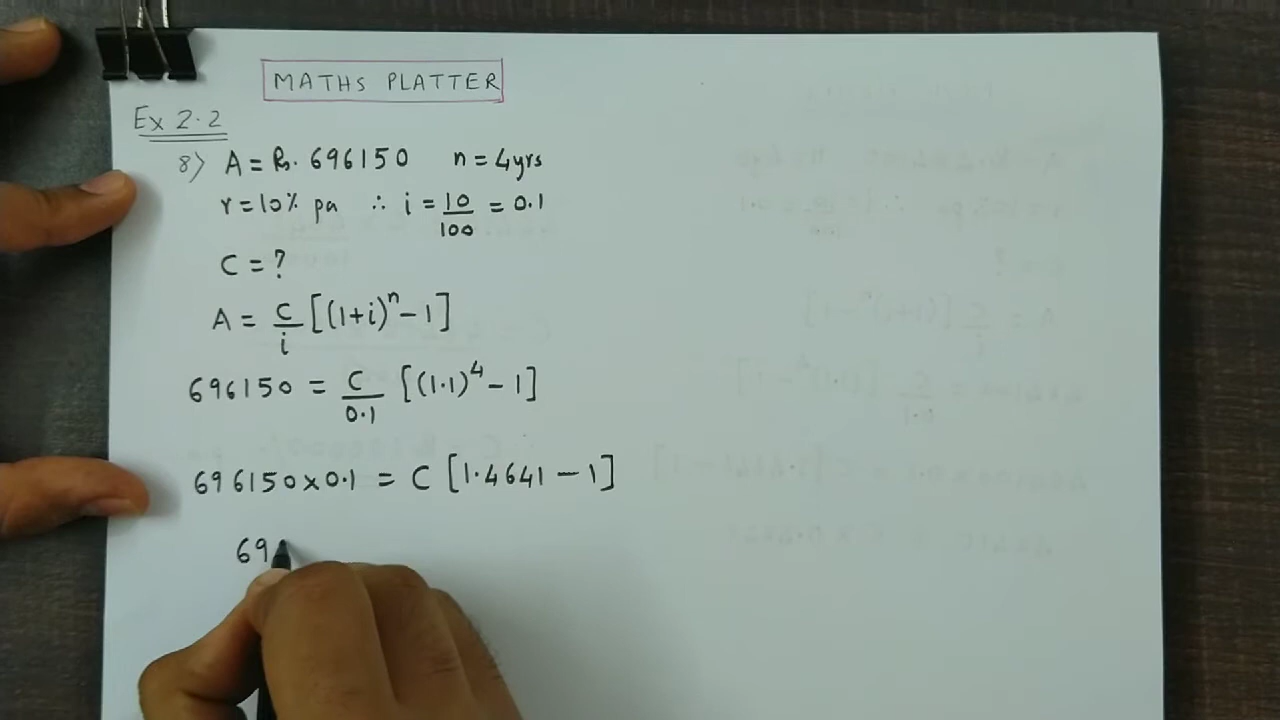 MATHS PLATTER
Ex 2.2
8) A = Rs. 696150 n = 4yrs
r = 10% pa ∴ i = 10/100 = 0.1
C = ?
A = C/i [(1+i)^n - 1]
696150 = C/0.1 [(1.1)^4 - 1]
696150 x 0.1 = C [1.4641 - 1]
69